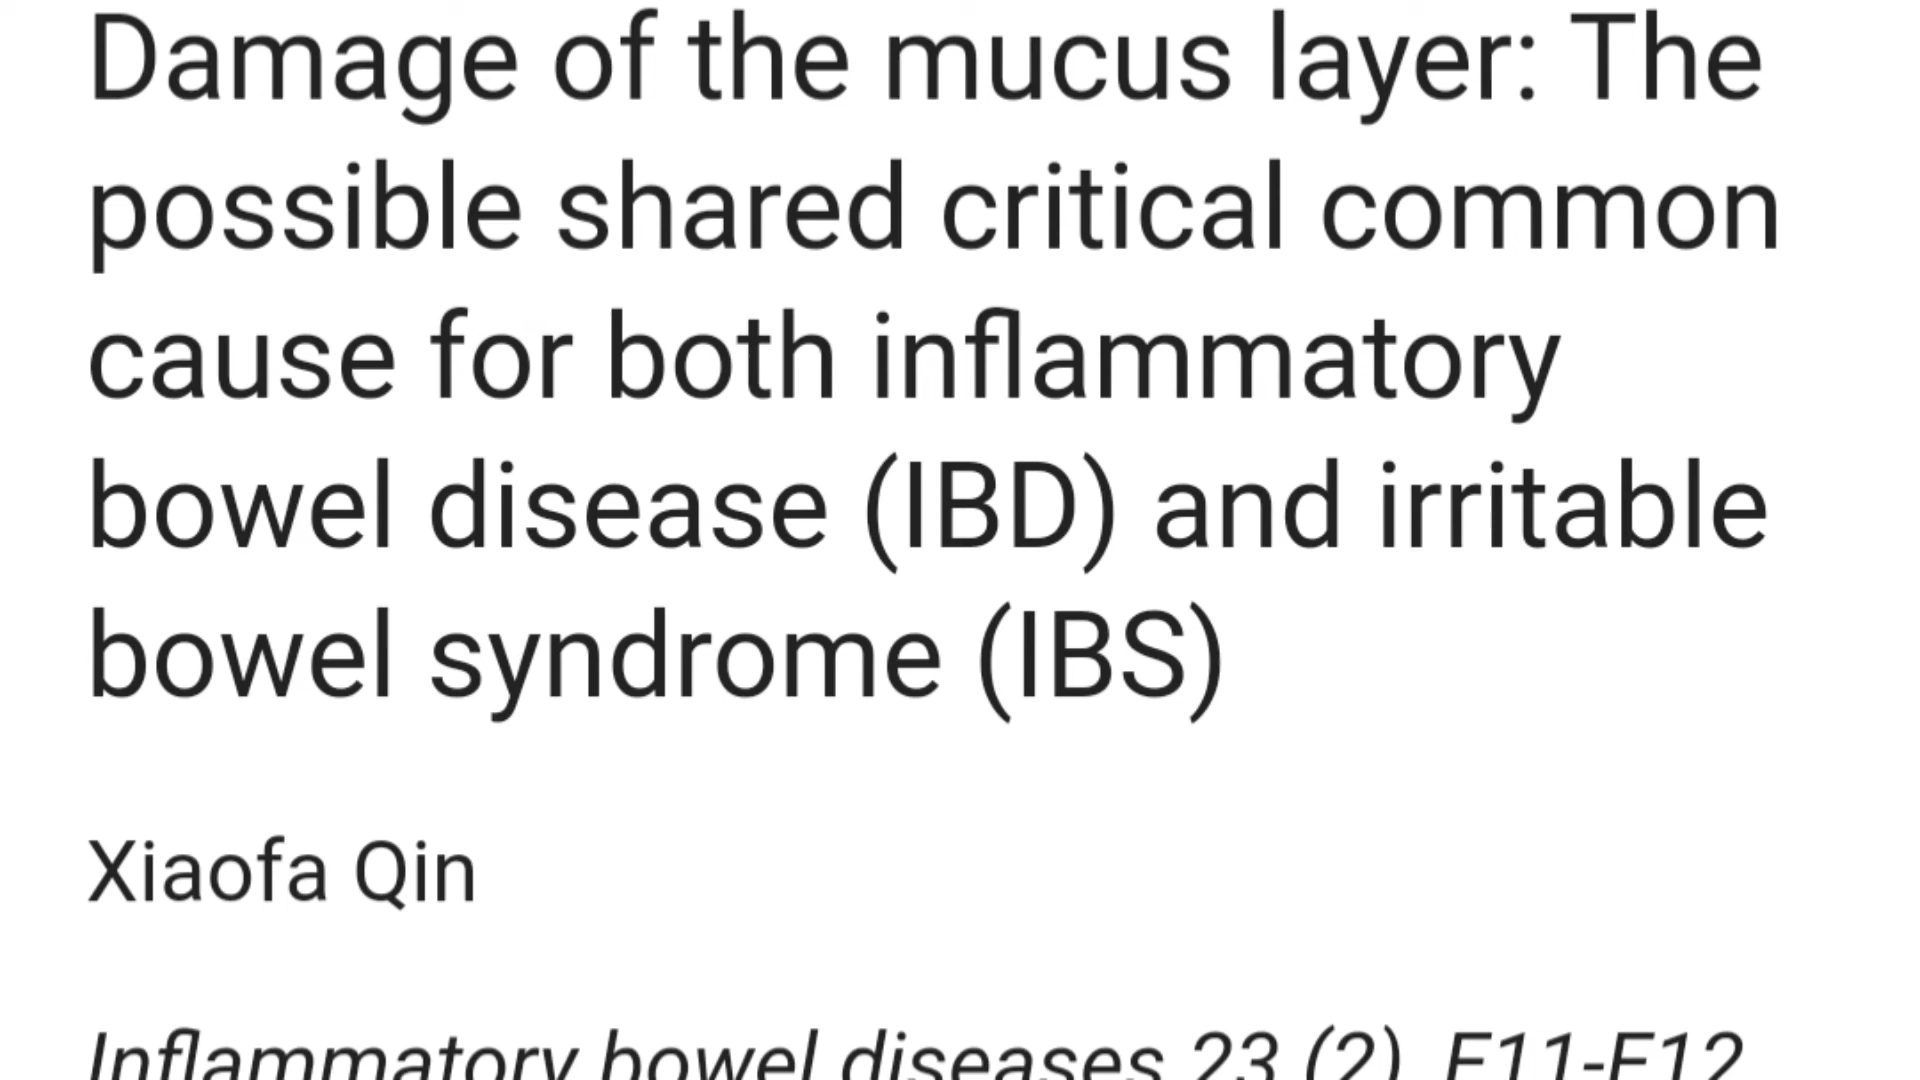 Damage of the mucus layer: The
possible shared critical common
cause for both inflammatory
bowel disease (IBD) and irritable
bowel syndrome (IBS)
Xiaofa Qin
Inflammatory bowel diseases 23 (2), E11-E12